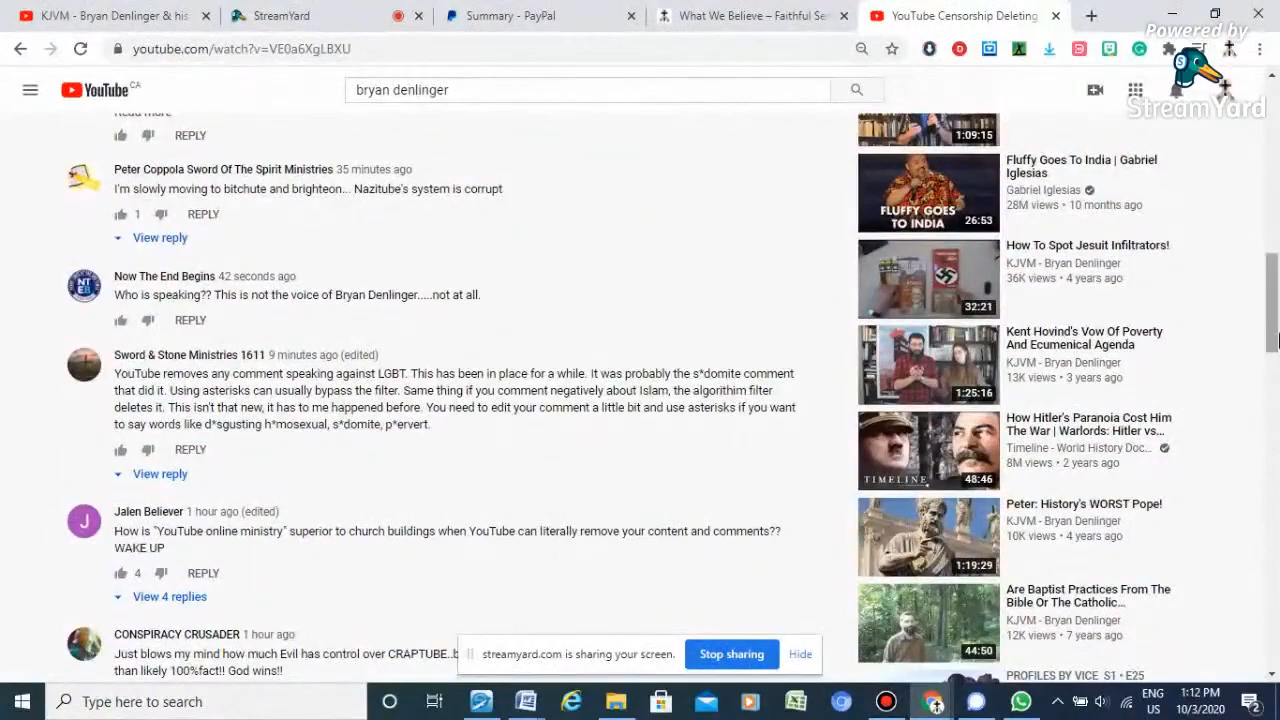 KJVM - Bryan Denlinger & his
StreamYard
Summary - PayPal
What We Believe – Faithful Se
YouTube Censorship Deleting
Powered by
youtube.com/watch?v=VE0a6XgLBXU
YouTube CA
bryan denlinger
StreamYard
REPLY
1:09:15
Peter Coppola Sword Of The Spirit Ministries 35 minutes ago
I'm slowly moving to bitchute and brighteon... Nazitube's system is corrupt
1 REPLY
View reply
Fluffy Goes To India | Gabriel
Iglesias
Gabriel Iglesias
28M views • 10 months ago
FLUFFY GOES
TO INDIA
26:53
Now The End Begins 42 seconds ago
Who is speaking?? This is not the voice of Bryan Denlinger.....not at all.
REPLY
How To Spot Jesuit Infiltrators!
KJVM - Bryan Denlinger
36K views • 4 years ago
32:21
Sword & Stone Ministries 1611 9 minutes ago (edited)
YouTube removes any comment speaking against LGBT. This has been in place for a while. It was probably the s*domite comment
that did it. Using asterisks can usually bypass the filter. Same thing if you comment negatively about Islam, the algorithim filter
deletes it. This isn't that new, it has to me happened before. You need to edit your comment a little bit and use asterisks if you want
to say words like d*sgusting h*mosexual, s*domite, p*ervert.
REPLY
View reply
Kent Hovind's Vow Of Poverty
And Ecumenical Agenda
KJVM - Bryan Denlinger
13K views • 3 years ago
1:25:16
How Hitler's Paranoia Cost Him
The War | Warlords: Hitler vs...
Timeline - World History Doc...
8M views • 2 years ago
TIMELINE
48:46
Jalen Believer 1 hour ago (edited)
How is "YouTube online ministry" superior to church buildings when YouTube can literally remove your content and comments??
WAKE UP
4 REPLY
View 4 replies
Peter: History's WORST Pope!
KJVM - Bryan Denlinger
10K views • 4 years ago
1:19:29
Are Baptist Practices From The
Bible Or The Catholic...
KJVM - Bryan Denlinger
12K views • 7 years ago
44:50
CONSPIRACY CRUSADER 1 hour ago
Just blows my mind how much Evil has control over CRAPTUBE..
than likely 100%fact!! God wins!!
streamyard.com is sharing your screen.
Stop sharing
Hide
PROFILES BY VICE S1 • E25
Type here to search
ENG
US
1:12 PM
10/3/2020
2